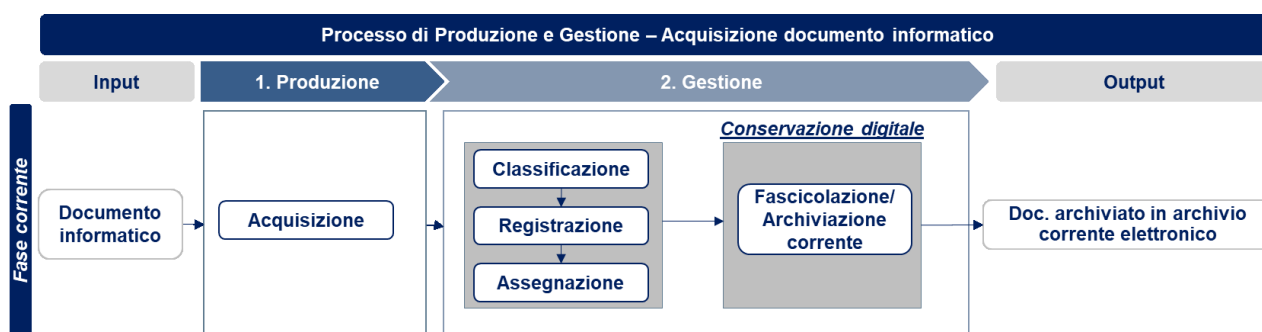 Processo di Produzione e Gestione – Acquisizione documento informatico
Input
1. Produzione
2. Gestione
Output
Fase corrente
Documento
informatico
Acquisizione
Classificazione
Registrazione
Assegnazione
Conservazione digitale
Fascicolazione/
Archiviazione
corrente
Doc. archiviato in archivio
corrente elettronico